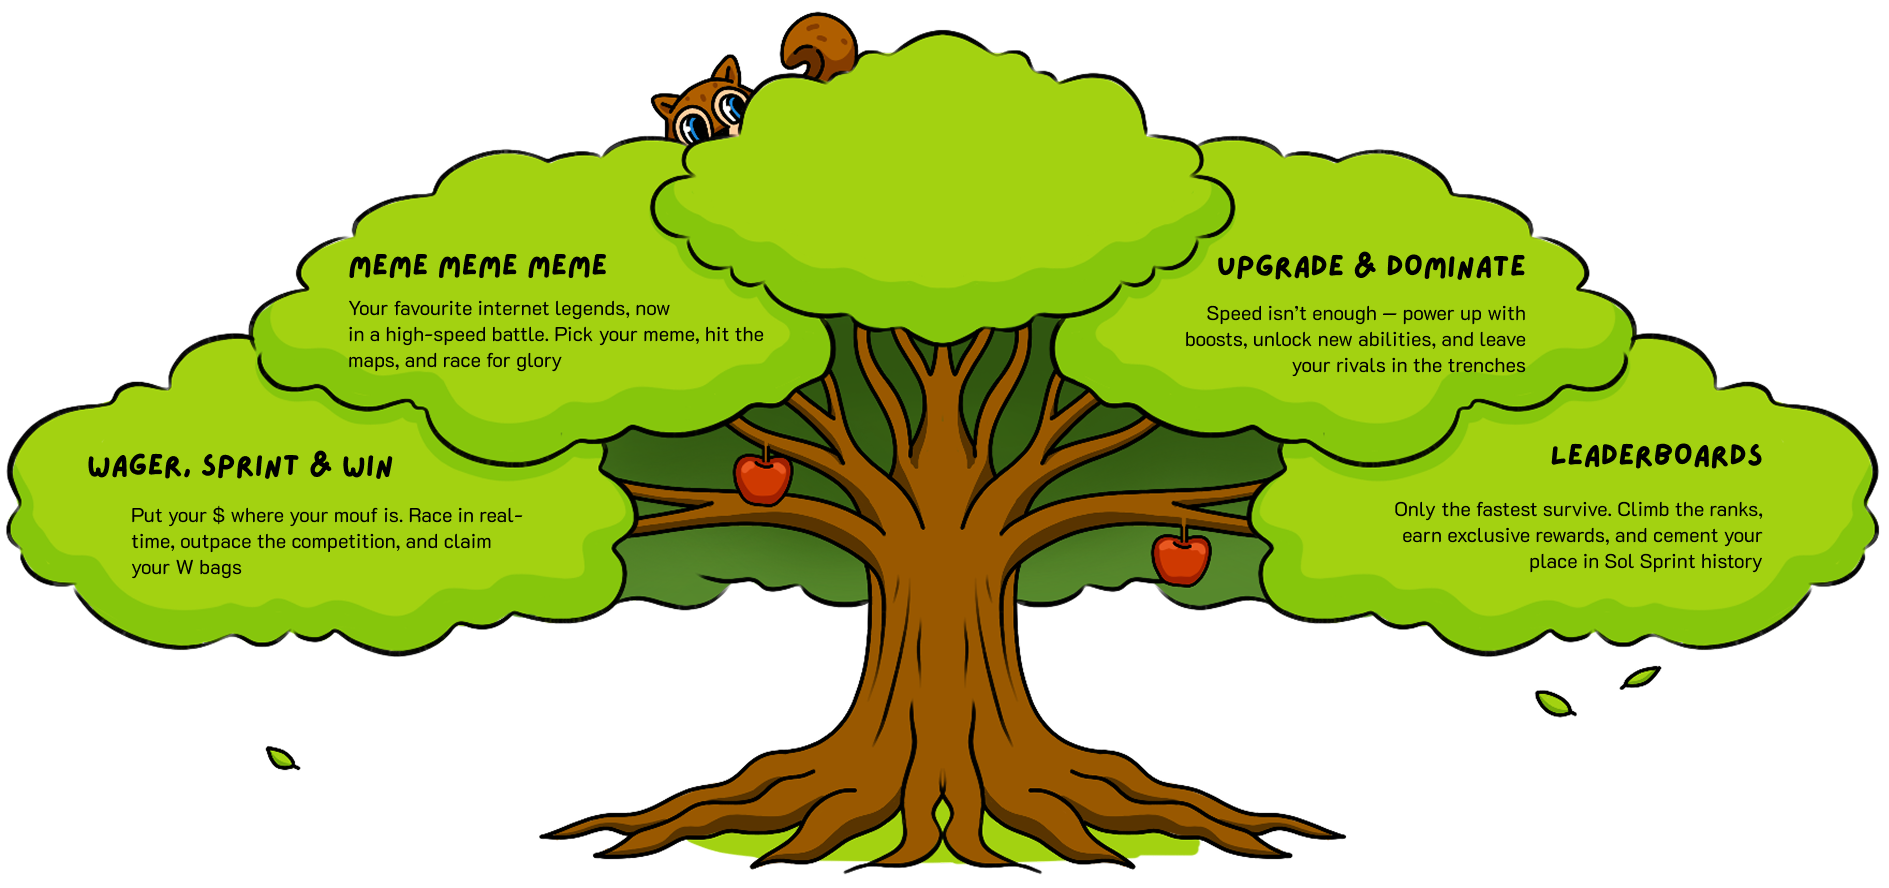 MEME MEME MEME
Your favourite internet legends, now
in a high-speed battle. Pick your meme, hit the
maps, and race for glory
UPGRADE & DOMINATE
Speed isn't enough — power up with
boosts, unlock new abilities, and leave
your rivals in the trenches
WAGER, SPRINT & WIN
Put your $ where your mouf is. Race in real-
time, outpace the competition, and claim
your W bags
LEADERBOARDS
Only the fastest survive. Climb the ranks,
earn exclusive rewards, and cement your
place in Sol Sprint history